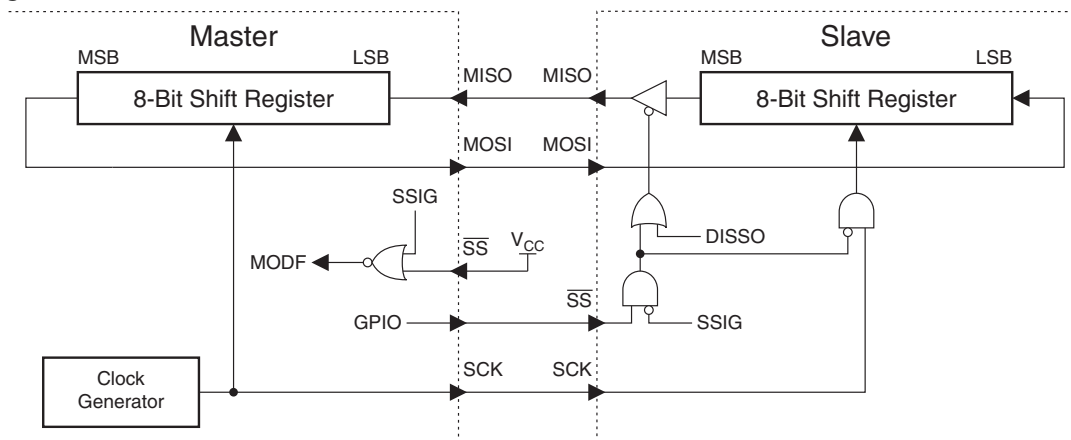 Master
Slave
MSB
LSB
MISO
MISO
MSB
LSB
8-Bit Shift Register
8-Bit Shift Register
MOSI
MOSI
SSIG
DISSO
SS
VCC
MODF
SS
GPIO
SSIG
SCK
SCK
Clock
Generator